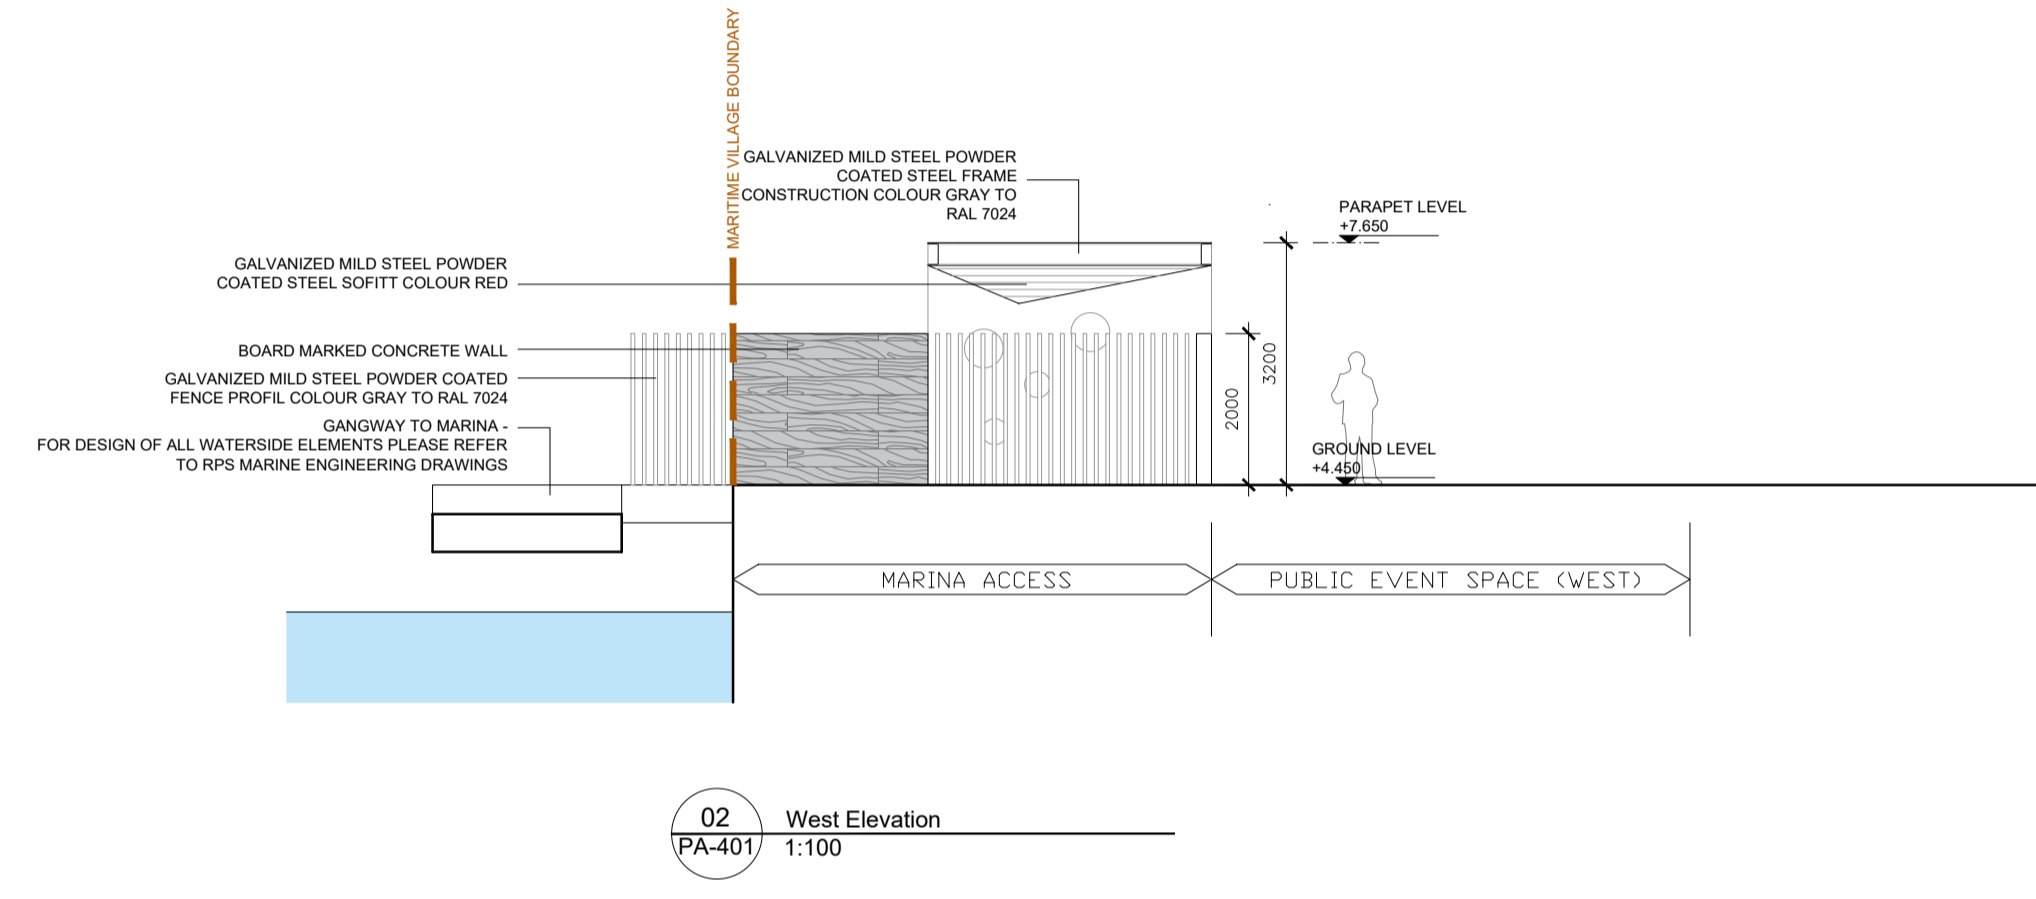 MARITIME VILLAGE BOUNDARY
GALVANIZED MILD STEEL POWDER
COATED STEEL FRAME
CONSTRUCTION COLOUR GRAY TO
RAL 7024
PARAPET LEVEL
+7.650
GALVANIZED MILD STEEL POWDER
COATED STEEL SOFITT COLOUR RED
BOARD MARKED CONCRETE WALL
GALVANIZED MILD STEEL POWDER COATED
FENCE PROFIL COLOUR GRAY TO RAL 7024
GANGWAY TO MARINA -
FOR DESIGN OF ALL WATERSIDE ELEMENTS PLEASE REFER
TO RPS MARINE ENGINEERING DRAWINGS
2000
3200
GROUND LEVEL
+4.450
MARINA ACCESS
PUBLIC EVENT SPACE (WEST)
02
PA-401
West Elevation
1:100